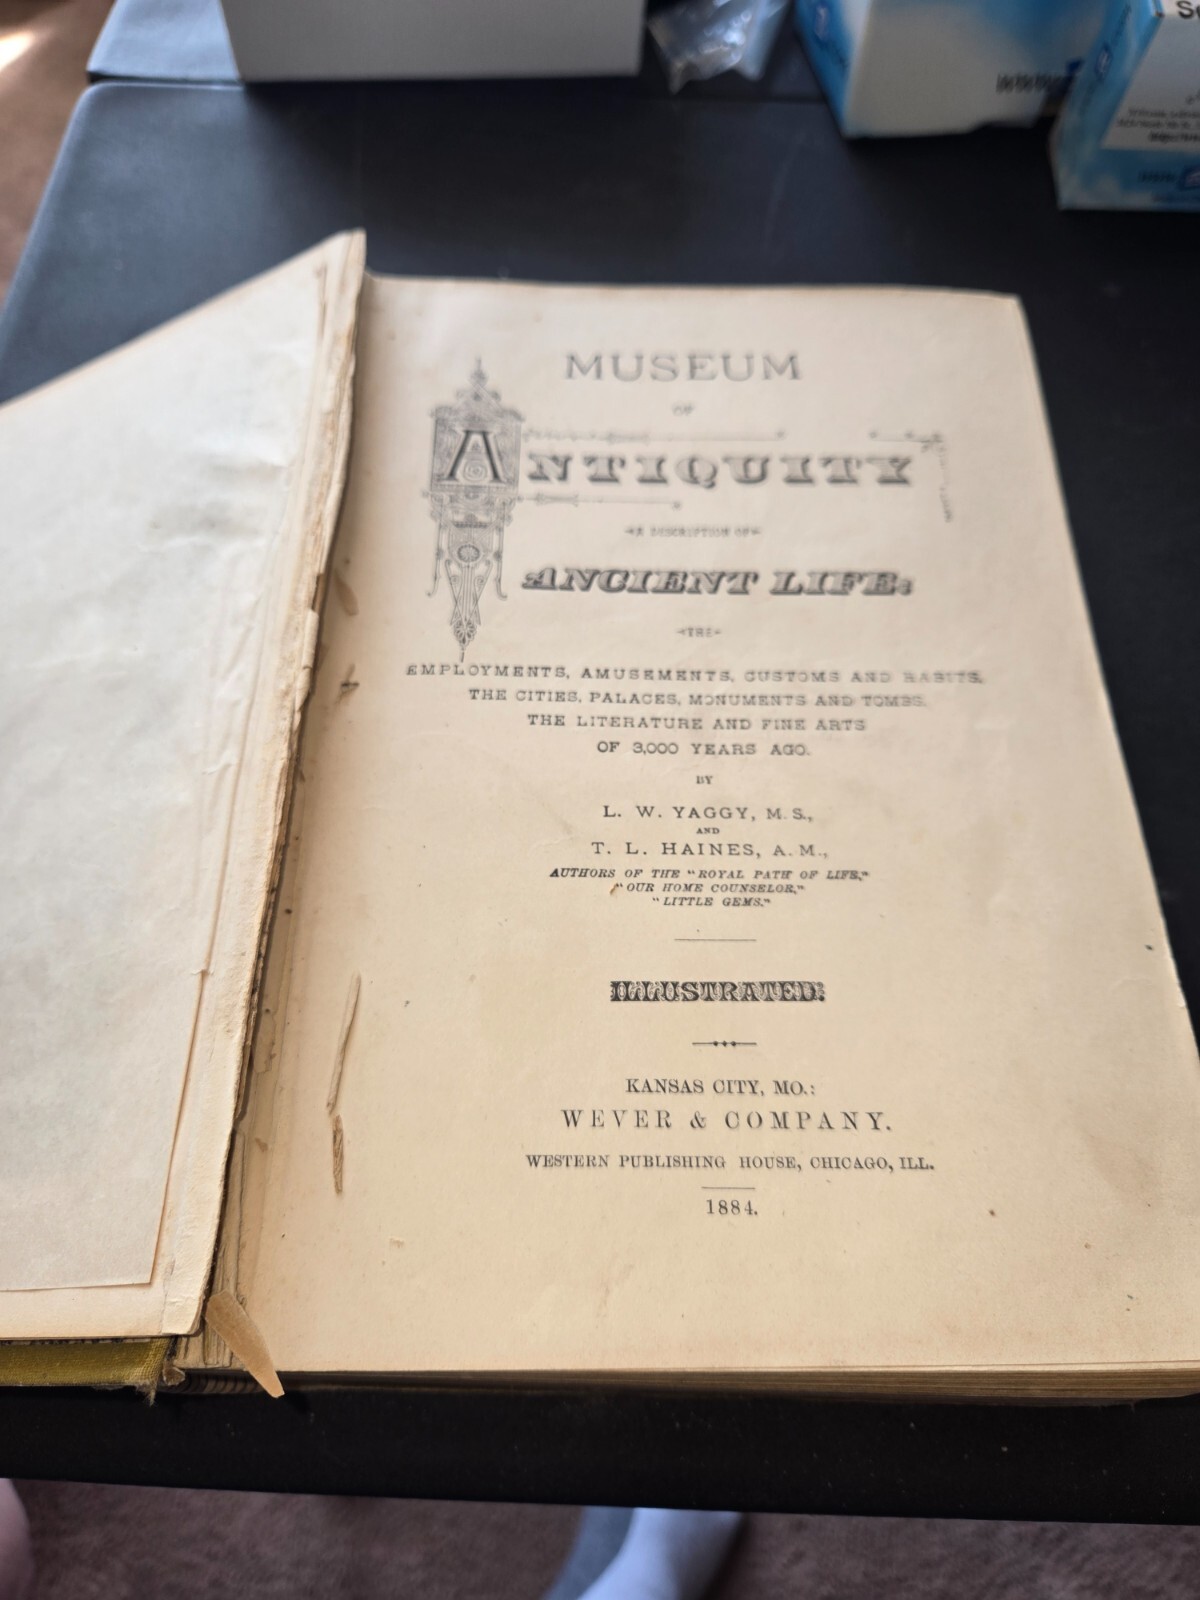 MUSEUM
OF
ANTIQUITY
A DESCRIPTION OF
ANCIENT LIFE:
THE
EMPLOYMENTS, AMUSEMENTS, CUSTOMS AND HABITS,
THE CITIES, PALACES, MONUMENTS AND TOMBS,
THE LITERATURE AND FINE ARTS
OF 3,000 YEARS AGO.
BY
L. W. YAGGY, M. S.,
AND
T. L. HAINES, A. M.,
AUTHORS OF THE "ROYAL PATH OF LIFE,"
"OUR HOME COUNSELOR,"
"LITTLE GEMS."
ILLUSTRATED.
KANSAS CITY, MO.:
WEVER & COMPANY.
WESTERN PUBLISHING HOUSE, CHICAGO, ILL.
1884.